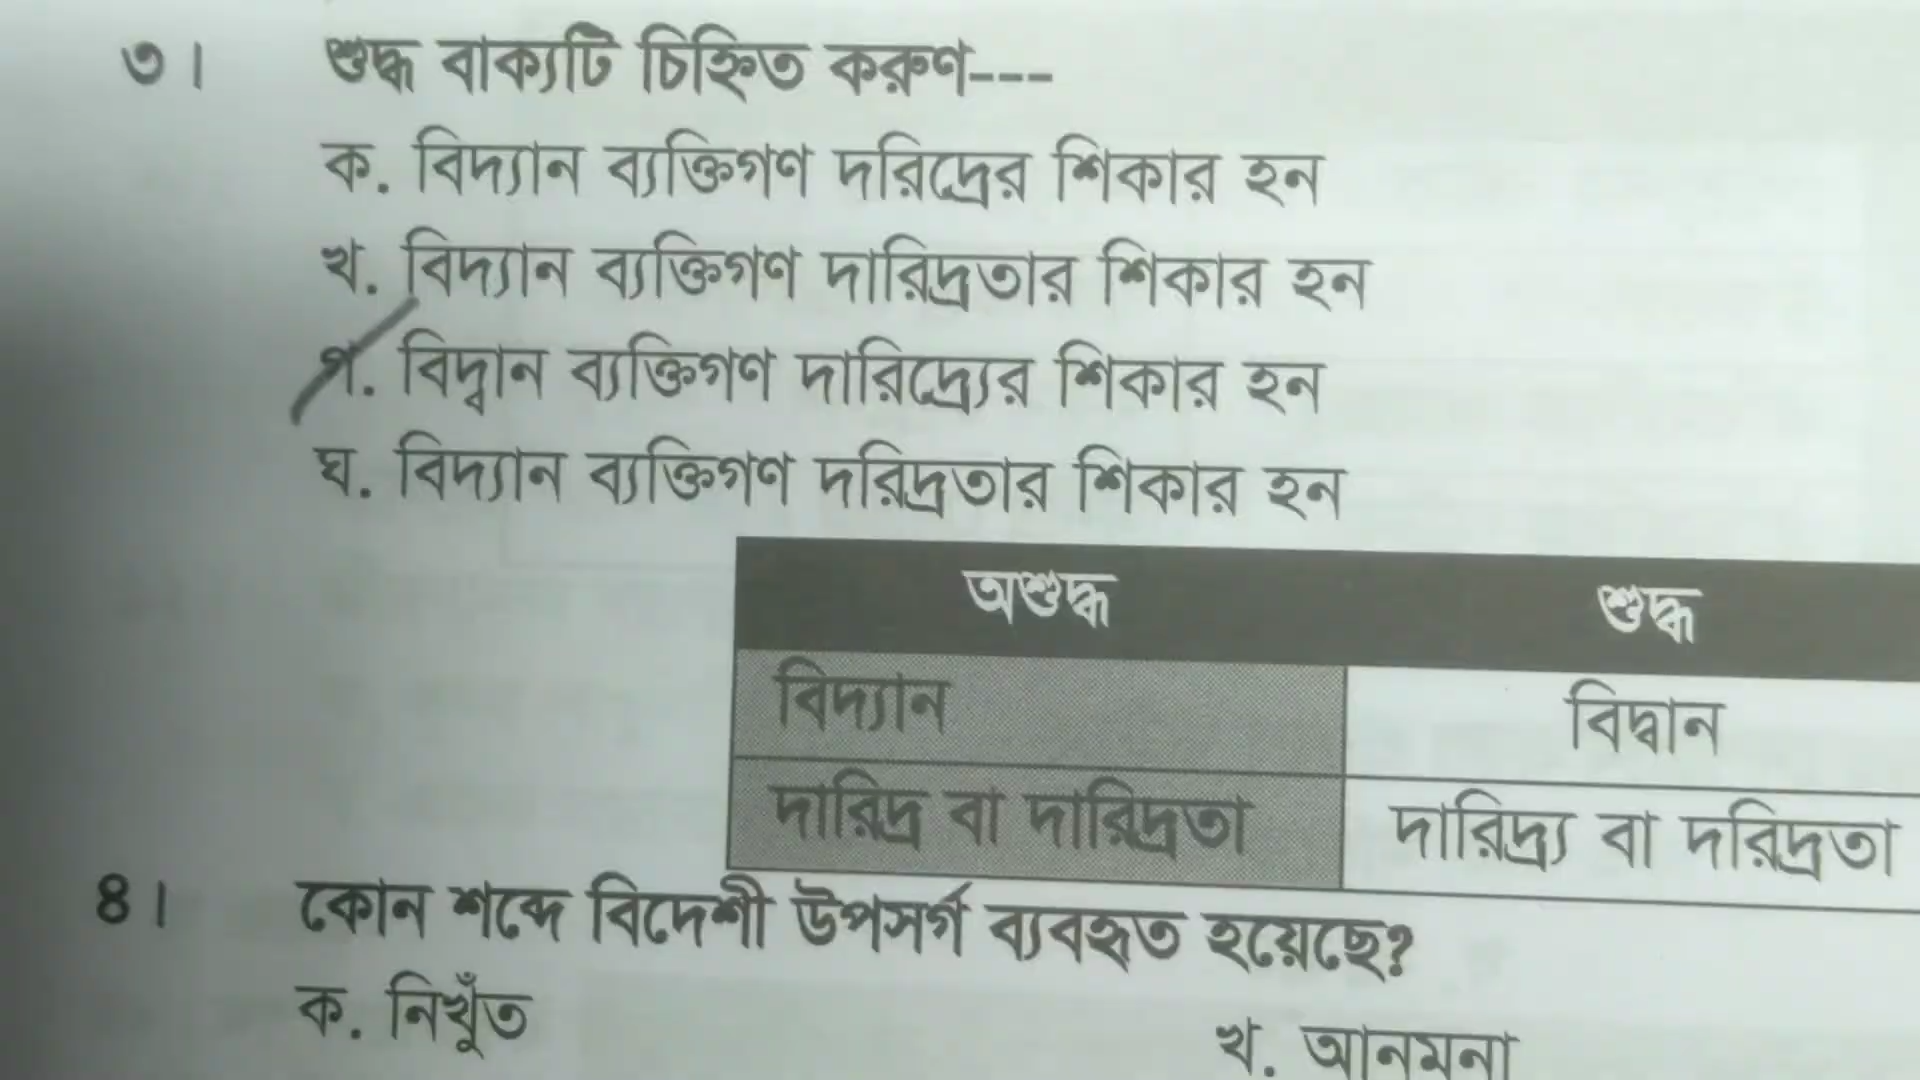 ৩। শুদ্ধ বাক্যটি চিহ্নিত করুণ---
ক. বিদ্যান ব্যক্তিগণ দরিদ্রের শিকার হন
খ. বিদ্যান ব্যক্তিগণ দারিদ্রতার শিকার হন
গ. বিদ্বান ব্যক্তিগণ দারিদ্র্যের শিকার হন
ঘ. বিদ্যান ব্যক্তিগণ দরিদ্রতার শিকার হন
অশুদ্ধ শুদ্ধ
বিদ্যান বিদ্বান
দারিদ্র বা দারিদ্রতা দারিদ্র্য বা দরিদ্রতা
৪। কোন শব্দে বিদেশী উপসর্গ ব্যবহৃত হয়েছে?
ক. নিখুঁত খ. আনমনা